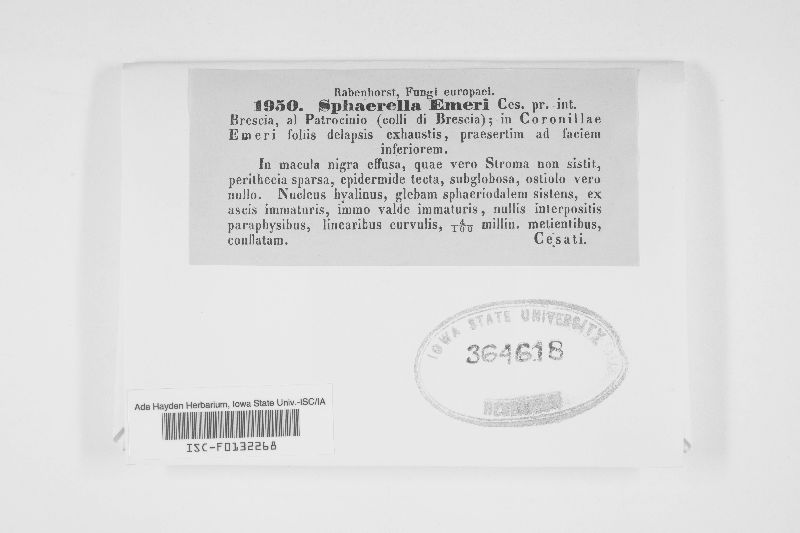 Rabenhorst, Fungi europaei.
1950. Sphaerella Emeri Ces. pr. int.
Brescia, al Patrocinio (colli di Brescia); in Coronillae
Emeri foliis delapsis exhaustis, praesertim ad faciem
inferiorem.
In macula nigra effusa, quae vero Stroma non sistit,
perithecia sparsa, epidermide tecta, subglobosa, ostiolo vero
nullo. Nucleus hyalinus, glebam sphaeriodalem sistens, ex
ascis immaturis, immo valde immaturis, nullis interpositis
paraphysibus, linearibus curvulis, 4/100 millim. metientibus,
conflatam. Cesati.
IOWA STATE UNIVERSITY
364618
HERBARIUM
Ada Hayden Herbarium, Iowa State Univ.-ISC/IA
ISC-F0132268